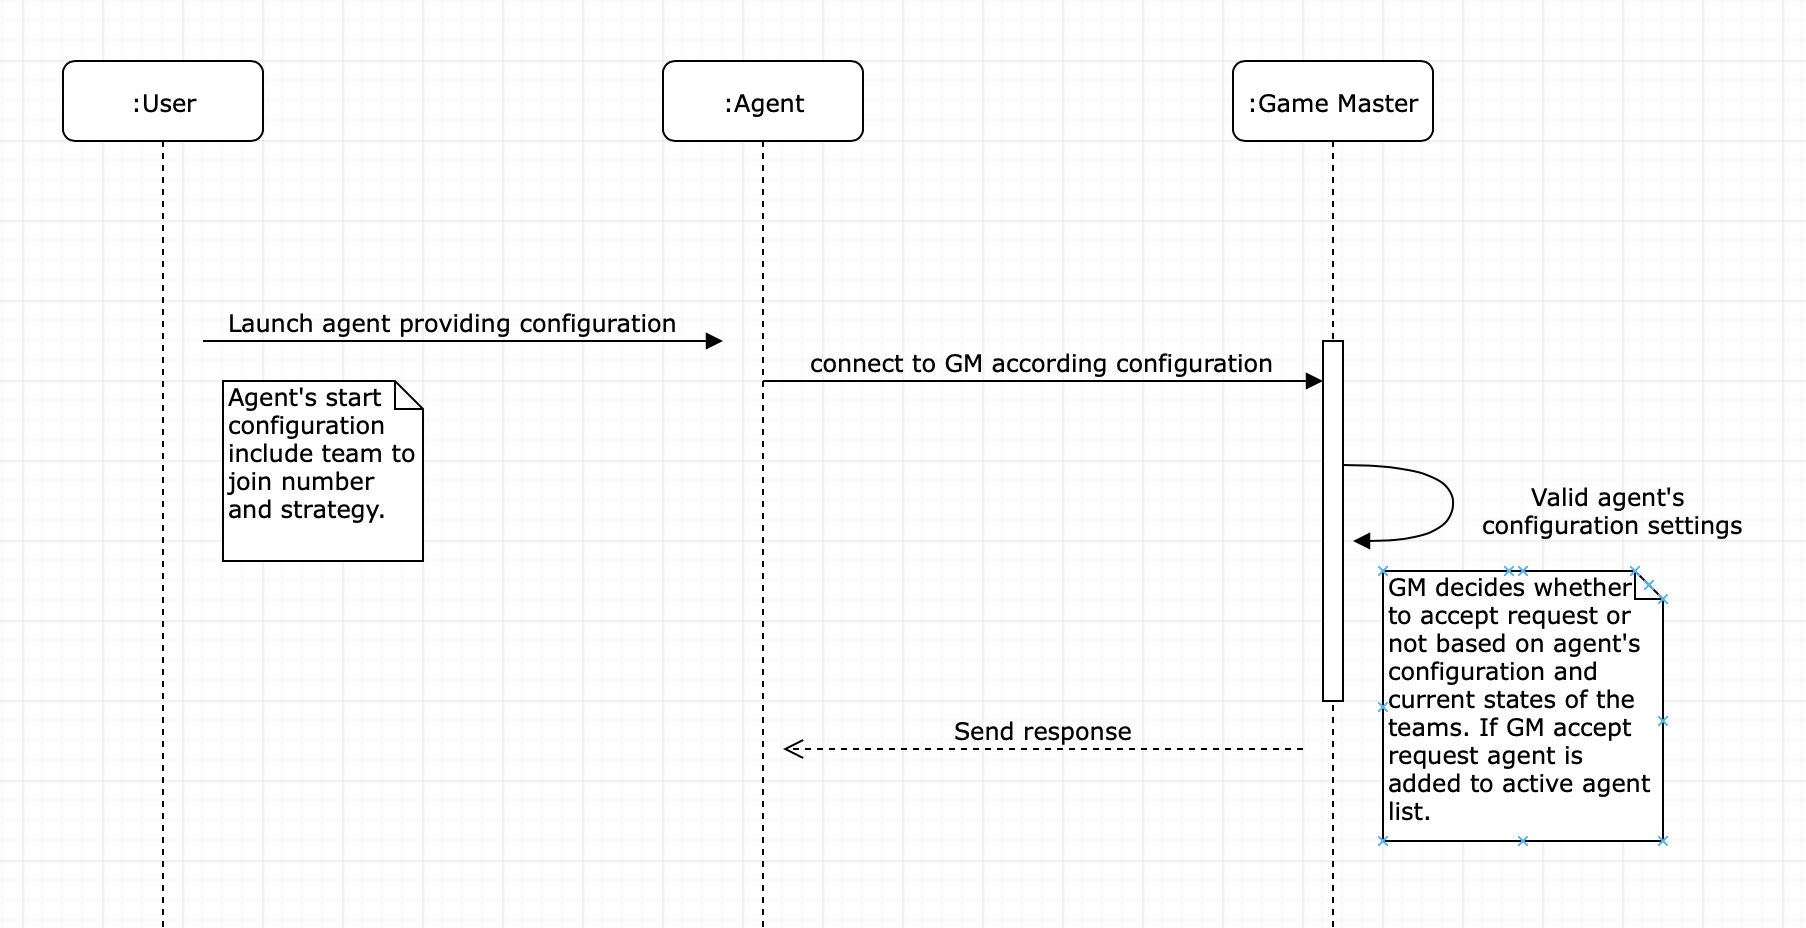 :User
:Agent
:Game Master
Launch agent providing configuration
connect to GM according configuration
Agent's start
configuration
include team to
join number
and strategy.
Valid agent's
configuration settings
GM decides whether
to accept request or
not based on agent's
configuration and
current states of the
teams. If GM accept
request agent is
added to active agent
list.
Send response